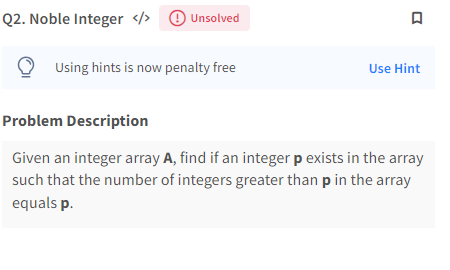 Q2. Noble Integer </> Unsolved
Using hints is now penalty free Use Hint
Problem Description
Given an integer array A, find if an integer p exists in the array
such that the number of integers greater than p in the array
equals p.